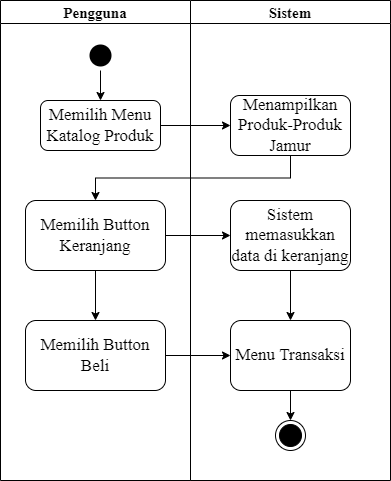 Pengguna
Sistem
Memilih Menu
Katalog Produk
Menampilkan
Produk-Produk
Jamur
Memilih Button
Keranjang
Sistem
memasukkan
data di keranjang
Memilih Button
Beli
Menu Transaksi